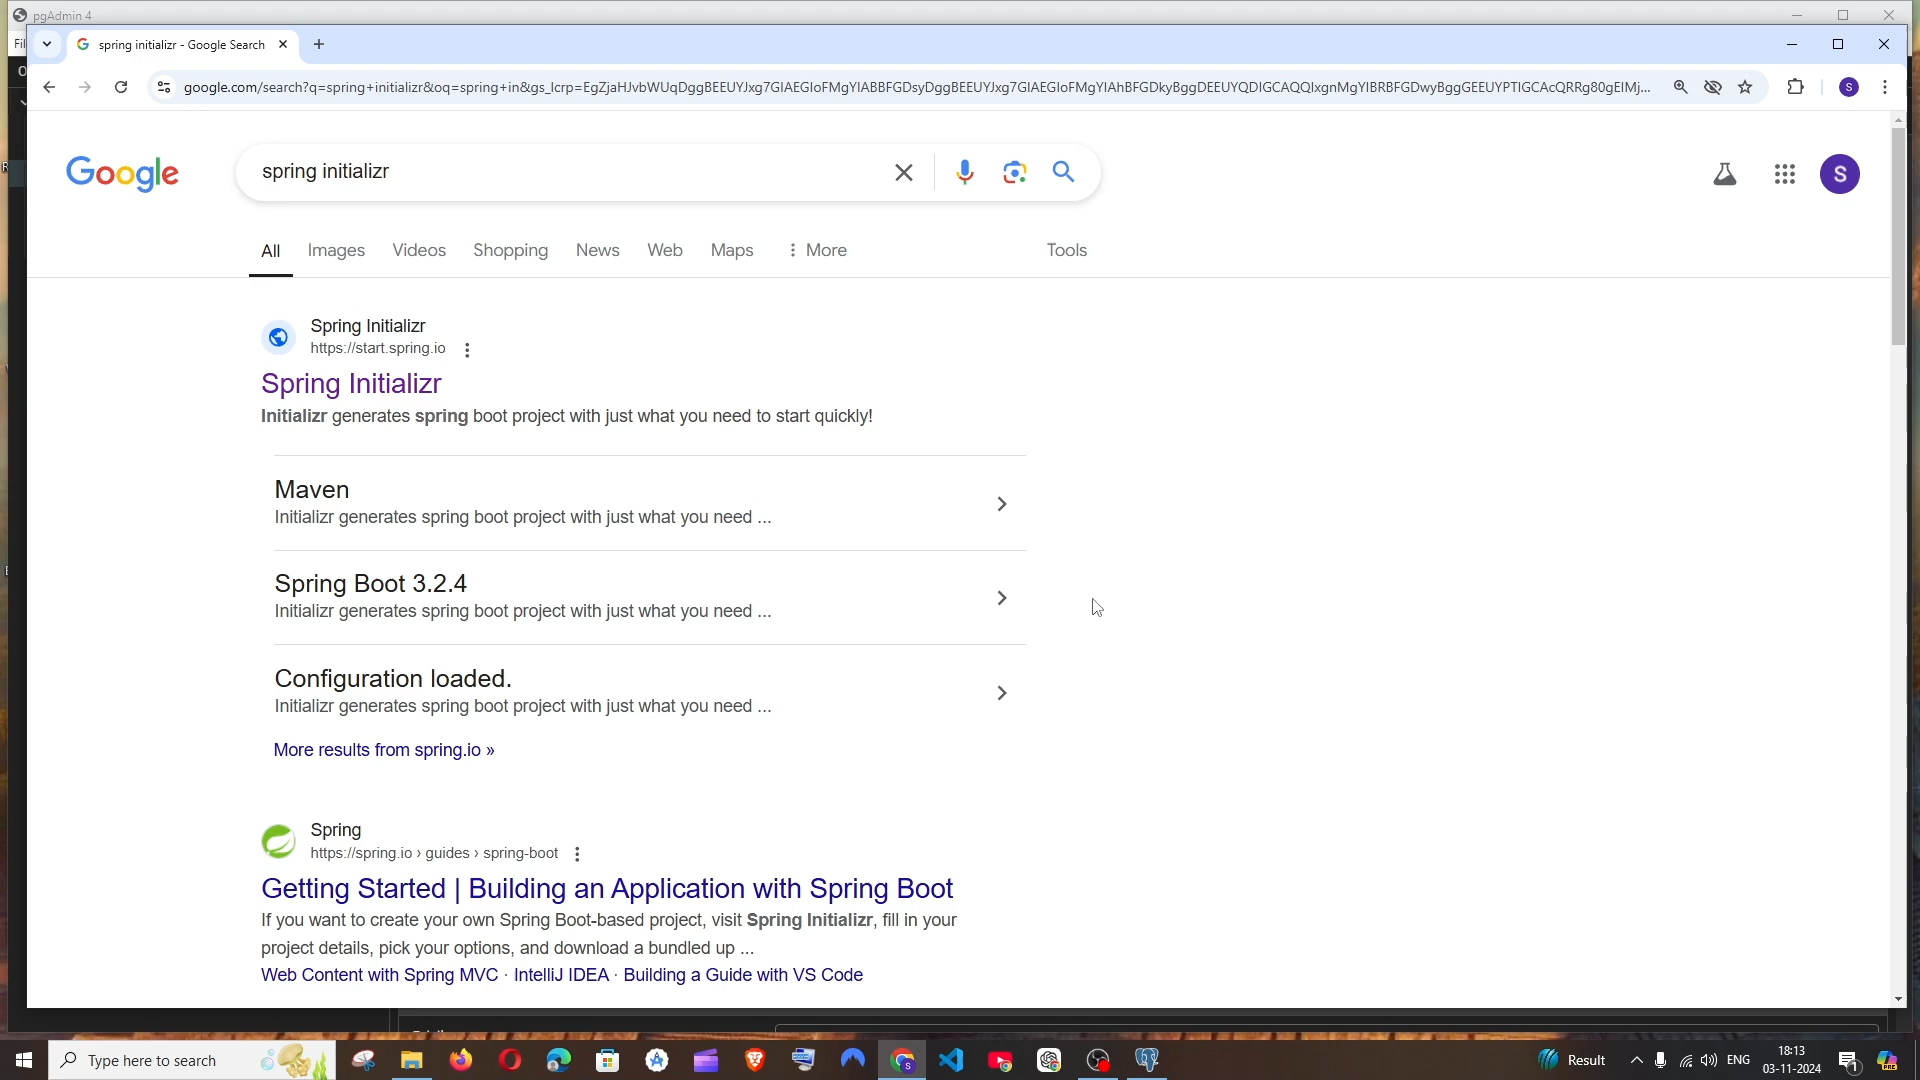 pgAdmin 4
Fil
spring initializr - Google Search
google.com/search?q=spring+initializr&oq=spring+in&gs_lcrp=EgZjaHJvbWUqDggBEEUYJxg7GIAEGIoFMgYIABBFGDsyDggBEEUYJxg7GIAEGIoFMgYIAhBFGDkyBggDEEUYQDIGCAQQIxgnMgYIBRBFGDwyBggGEEUYPTIGCAcQRRg80gEIMj...
S
Google
spring initializr
S
All Images Videos Shopping News Web Maps More Tools
Spring Initializr
https://start.spring.io
Spring Initializr
Initializr generates spring boot project with just what you need to start quickly!
Maven
Initializr generates spring boot project with just what you need ...
Spring Boot 3.2.4
Initializr generates spring boot project with just what you need ...
Configuration loaded.
Initializr generates spring boot project with just what you need ...
More results from spring.io »
Spring
https://spring.io › guides › spring-boot
Getting Started | Building an Application with Spring Boot
If you want to create your own Spring Boot-based project, visit Spring Initializr, fill in your
project details, pick your options, and download a bundled up ...
Web Content with Spring MVC · IntelliJ IDEA · Building a Guide with VS Code
Type here to search
Result
ENG
18:13
03-11-2024
1